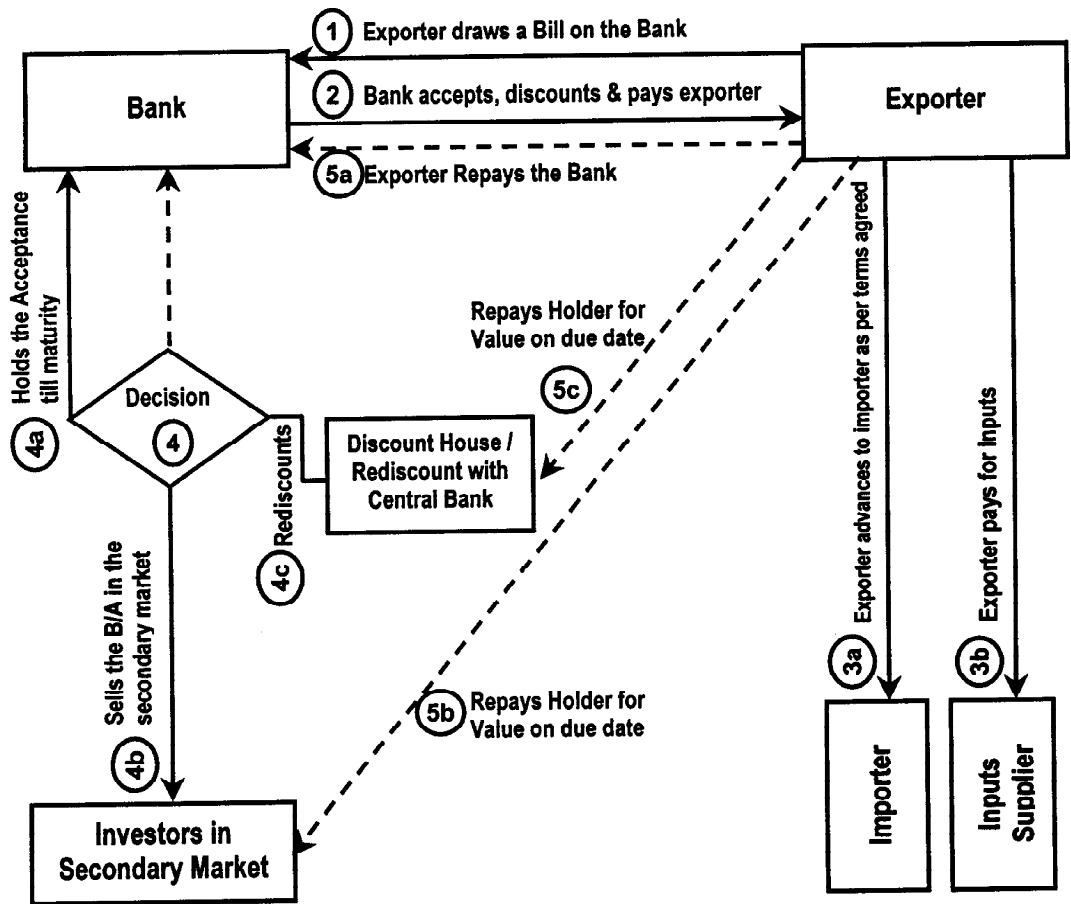 1 Exporter draws a Bill on the Bank
Bank
2 Bank accepts, discounts & pays exporter
Exporter
5a Exporter Repays the Bank
4a Holds the Acceptance
till maturity
Decision
4
4c Rediscounts
Discount House /
Rediscount with
Central Bank
Repays Holder for
Value on due date
5c
3a Exporter advances to importer as per terms agreed
3b Exporter pays for Inputs
4b Sells the B/A in the
secondary market
5b Repays Holder for
Value on due date
Investors in
Secondary Market
Importer
Inputs
Supplier